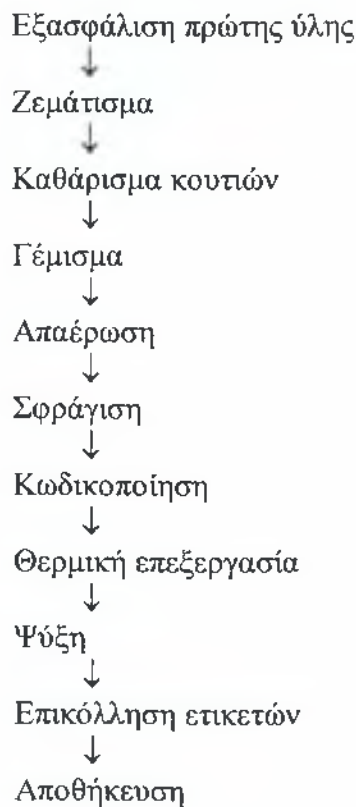 Εξασφάλιση πρώτης ύλης
↓
Ζεμάτισμα
↓
Καθάρισμα κουτιών
↓
Γέμισμα
↓
Απαέρωση
↓
Σφράγιση
↓
Κωδικοποίηση
↓
Θερμική επεξεργασία
↓
Ψύξη
↓
Επικόλληση ετικετών
↓
Αποθήκευση